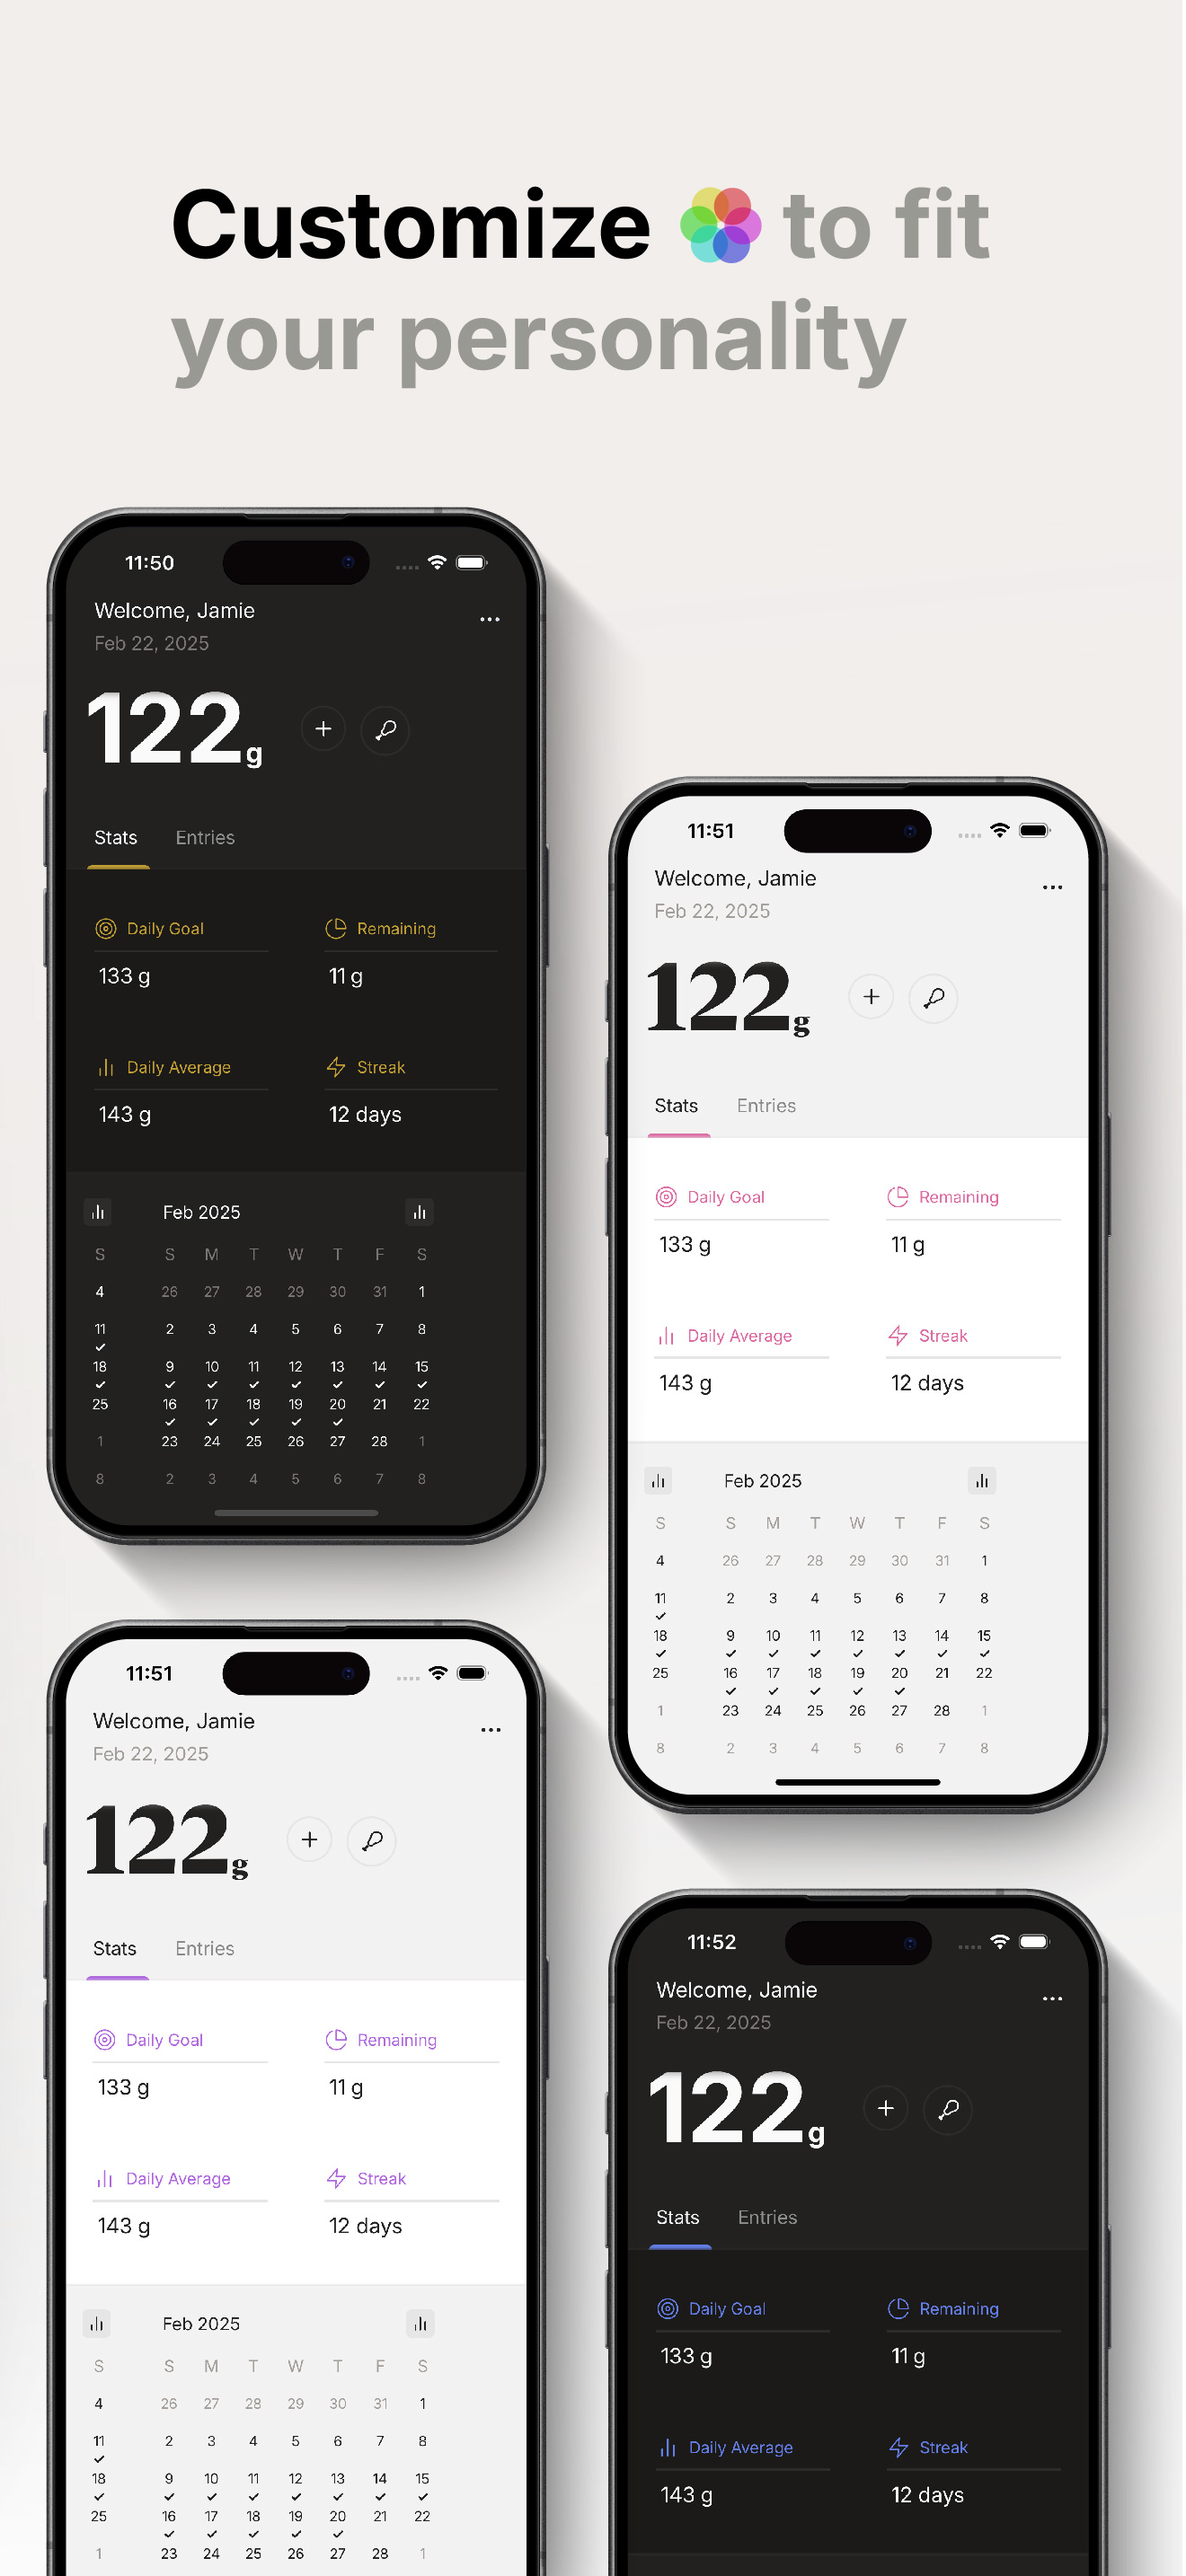 Customize to fit
your personality
11:50
Welcome, Jamie
Feb 22, 2025
122g
Stats Entries
Daily Goal Remaining
133 g 11 g
Daily Average Streak
143 g 12 days
Feb 2025
S S M T W T F S
4 26 27 28 29 30 31 1
11 2 3 4 5 6 7 8
18 9 10 11 12 13 14 15
25 16 17 18 19 20 21 22
1 23 24 25 26 27 28 1
8 2 3 4 5 6 7 8
11:51
Welcome, Jamie
Feb 22, 2025
122g
Stats Entries
Daily Goal Remaining
133 g 11 g
Daily Average Streak
143 g 12 days
Feb 2025
S S M T W T F S
4 26 27 28 29 30 31 1
11 2 3 4 5 6 7 8
18 9 10 11 12 13 14 15
25 16 17 18 19 20 21 22
1 23 24 25 26 27 28 1
8 2 3 4 5 6 7 8
11:51
Welcome, Jamie
Feb 22, 2025
122g
Stats Entries
Daily Goal Remaining
133 g 11 g
Daily Average Streak
143 g 12 days
Feb 2025
S S M T W T F S
4 26 27 28 29 30 31 1
11 2 3 4 5 6 7 8
18 9 10 11 12 13 14 15
25 16 17 18 19 20 21 22
1 23 24 25 26 27 28 1
11:52
Welcome, Jamie
Feb 22, 2025
122g
Stats Entries
Daily Goal Remaining
133 g 11 g
Daily Average Streak
143 g 12 days